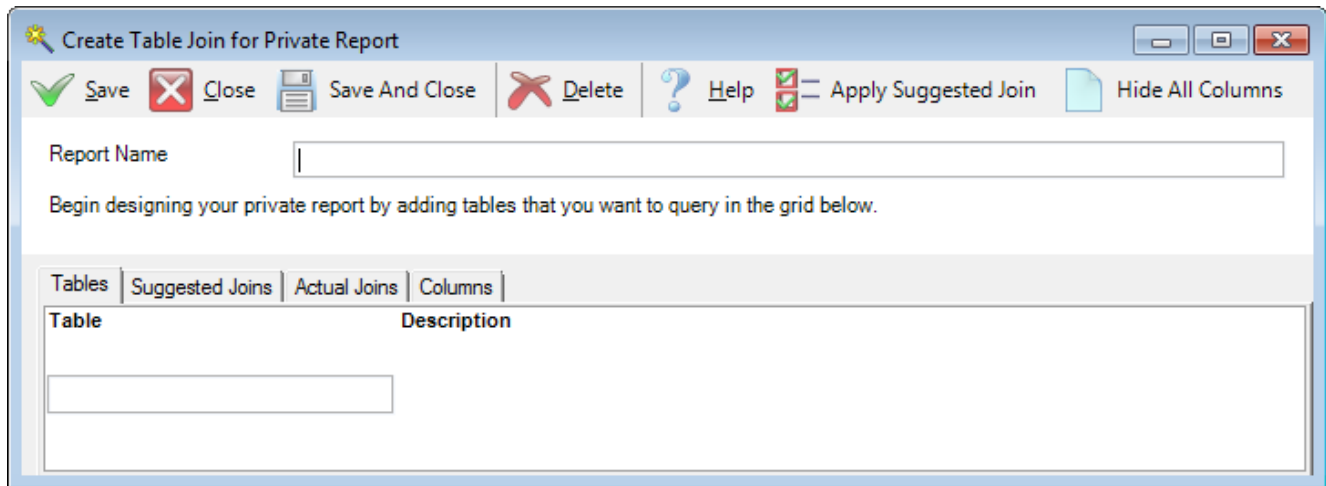 Create Table Join for Private Report
Save Close Save And Close Delete Help Apply Suggested Join Hide All Columns
Report Name
Begin designing your private report by adding tables that you want to query in the grid below.
Tables Suggested Joins Actual Joins Columns
Table Description